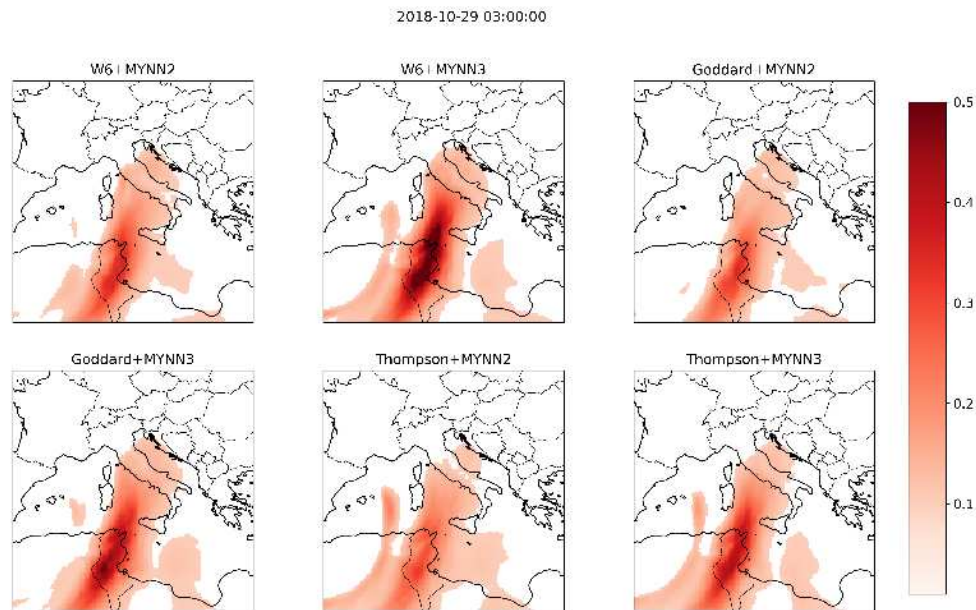 2018-10-29 03:00:00
W6+MYNN2
W6+MYNN3
Goddard+MYNN2
0.5
0.4
0.3
0.2
0.1
Goddard+MYNN3
Thompson+MYNN2
Thompson+MYNN3